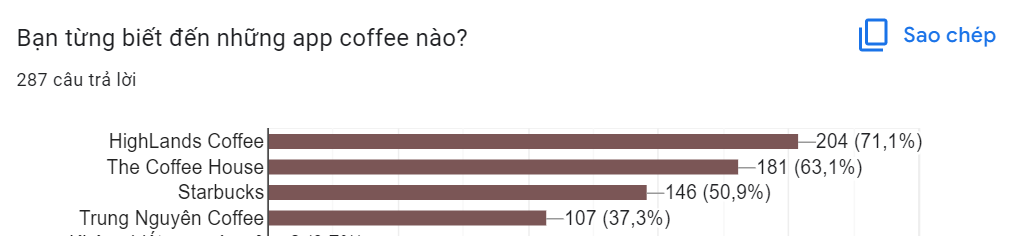 Bạn từng biết đến những app coffee nào?
Sao chép
287 câu trả lời
HighLands Coffee 204 (71,1%)
The Coffee House 181 (63,1%)
Starbucks 146 (50,9%)
Trung Nguyên Coffee 107 (37,3%)